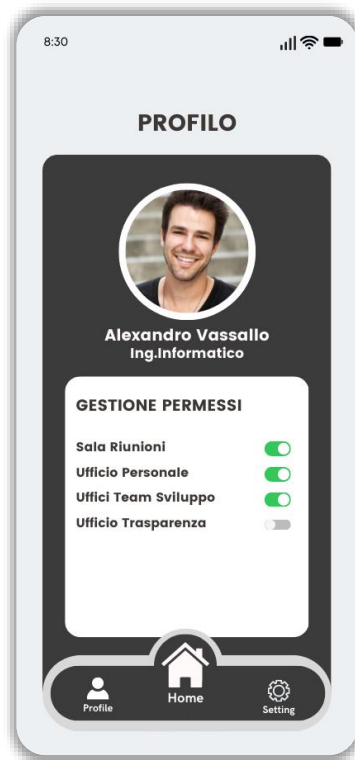 8:30
PROFILO
Alexandro Vassallo
Ing.Informatico
GESTIONE PERMESSI
Sala Riunioni
Ufficio Personale
Uffici Team Sviluppo
Ufficio Trasparenza
Profile
Home
Setting